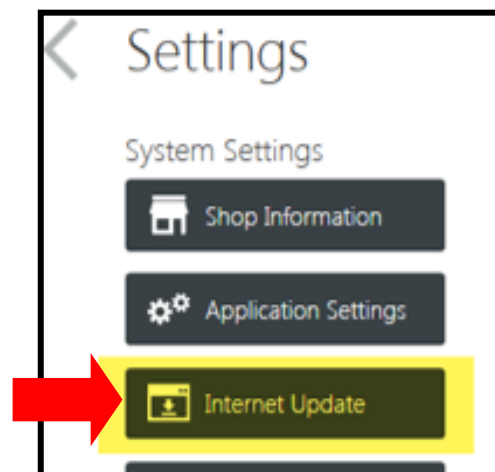 Settings
System Settings
Shop Information
Application Settings
Internet Update